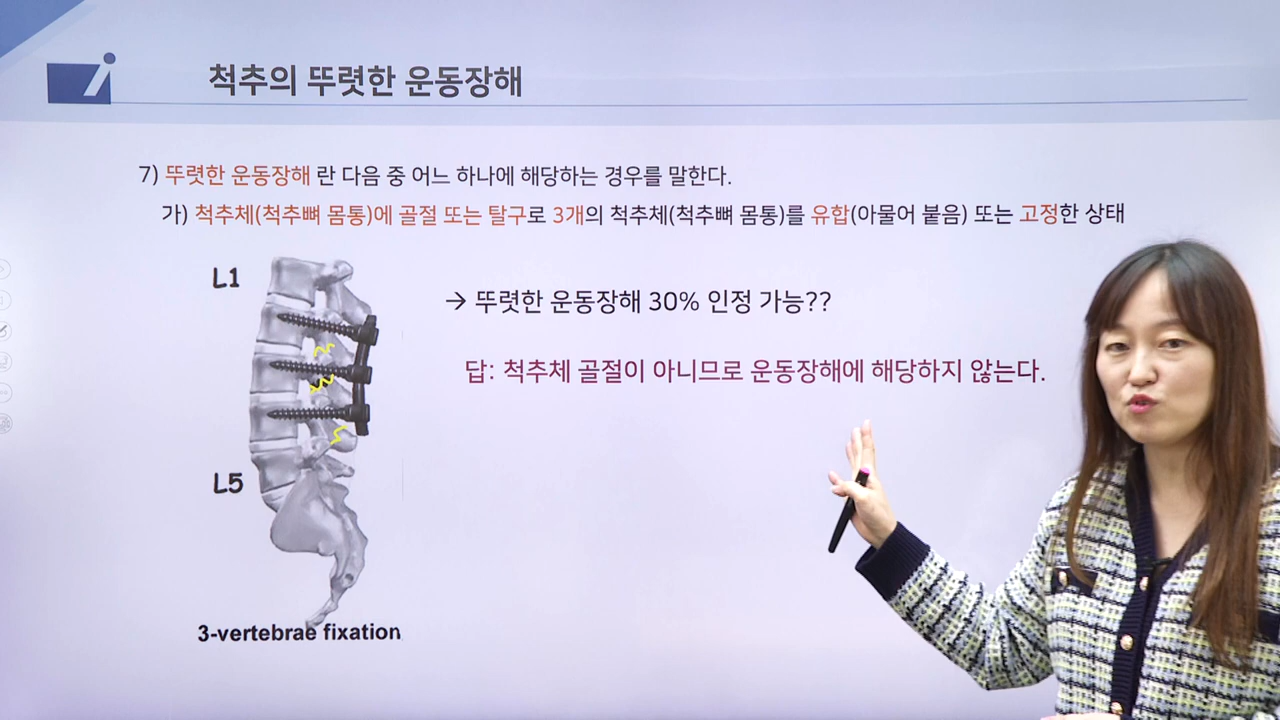 척추의 뚜렷한 운동장해
7) 뚜렷한 운동장해 란 다음 중 어느 하나에 해당하는 경우를 말한다.
가) 척추체(척추뼈 몸통)에 골절 또는 탈구로 3개의 척추체(척추뼈 몸통)를 유합(아물어 붙음) 또는 고정한 상태
L1
→ 뚜렷한 운동장해 30% 인정 가능??
답: 척추체 골절이 아니므로 운동장해에 해당하지 않는다.
L5
3-vertebrae fixation